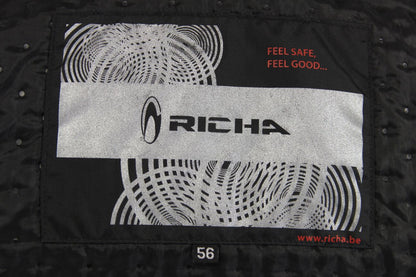 FEEL SAFE,
FEEL GOOD...
RICHA
www.richa.be
56